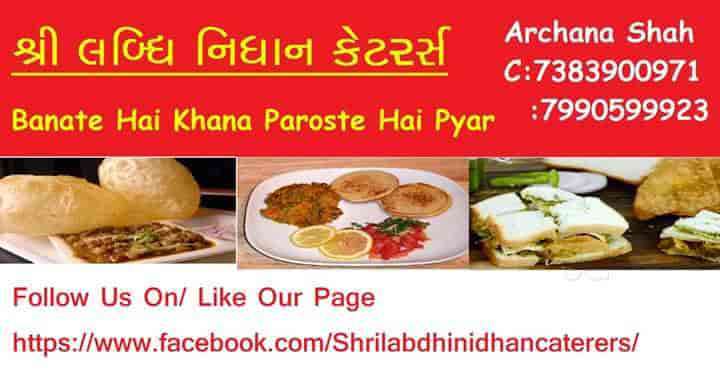 શ્રી લબ્ધિ નિધાન કેટરર્સ
Banate Hai Khana Paroste Hai Pyar
Archana Shah
C:7383900971
:7990599923
Follow Us On/ Like Our Page
https://www.facebook.com/Shrilabdhinidhancaterers/